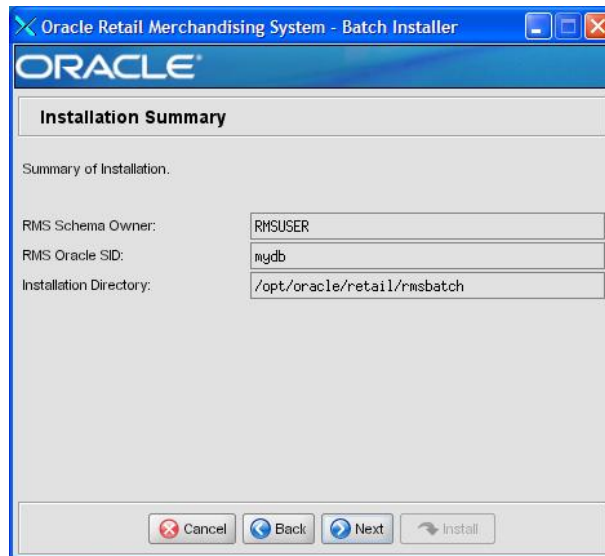 Oracle Retail Merchandising System - Batch Installer
ORACLE
Installation Summary
Summary of Installation.
RMS Schema Owner: RMSUSER
RMS Oracle SID: mydb
Installation Directory: /opt/oracle/retail/rmsbatch
Cancel Back Next Install